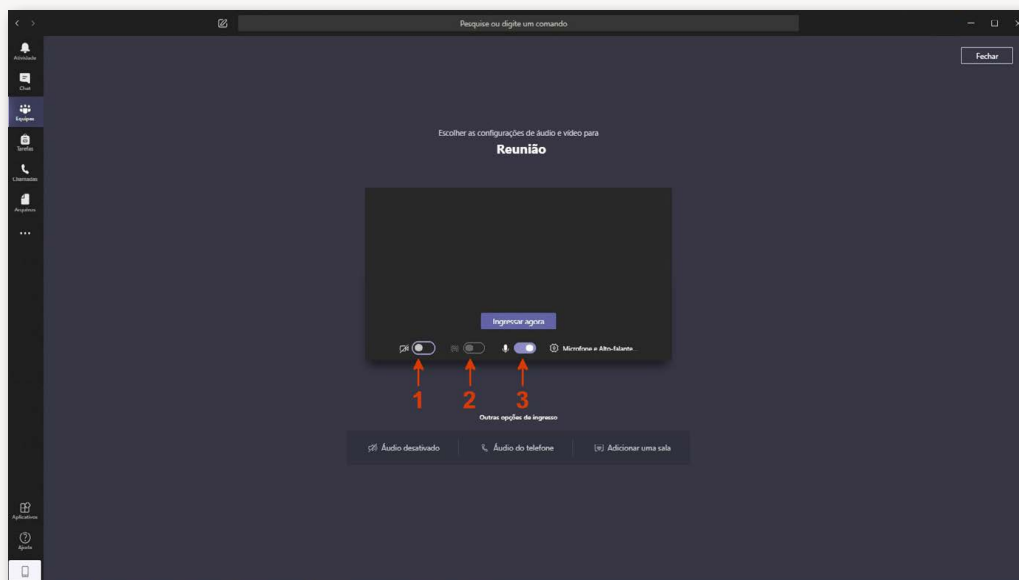 Pesquise ou digite um comando
Atividade
Fechar
Chat
Equipes
Tarefas
Chamadas
Arquivos
Escolher as configurações de áudio e vídeo para
Reunião
Ingressar agora
Microfone e Alto-falante...
1 2 3
Outras opções de ingresso
Áudio desativado
Áudio do telefone
Adicionar uma sala
Aplicativos
Ajuda